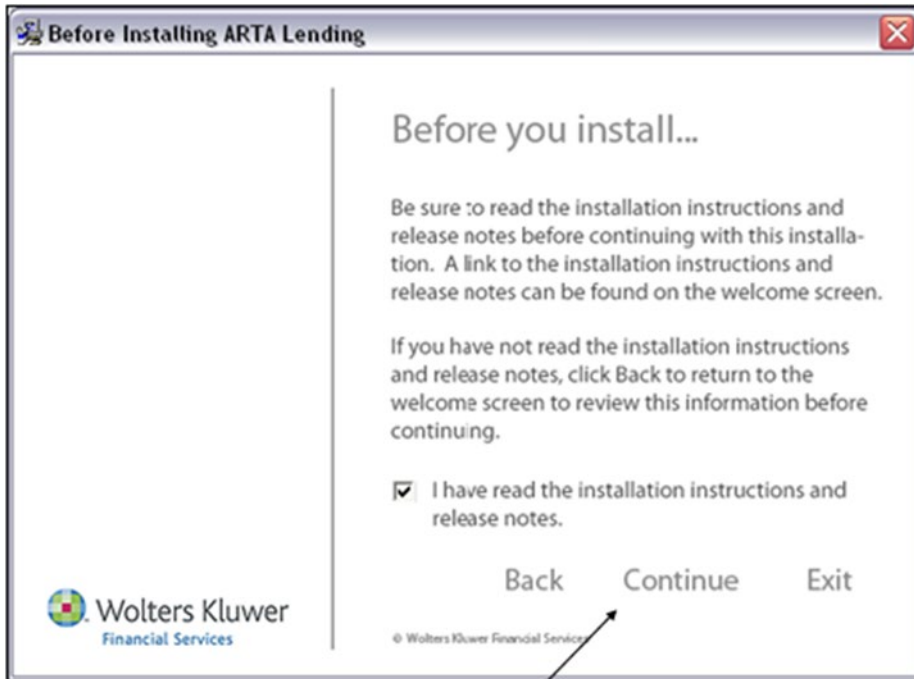 Before Installing ARTA Lending
Before you install...
Be sure to read the installation instructions and
release notes before continuing with this installa-
tion. A link to the installation instructions and
release notes can be found on the welcome screen.
If you have not read the installation instructions
and release notes, click Back to return to the
welcome screen to review this information before
continuing.
I have read the installation instructions and
release notes.
Back Continue Exit
Wolters Kluwer
Financial Services
© Wolters Kluwer Financial Services